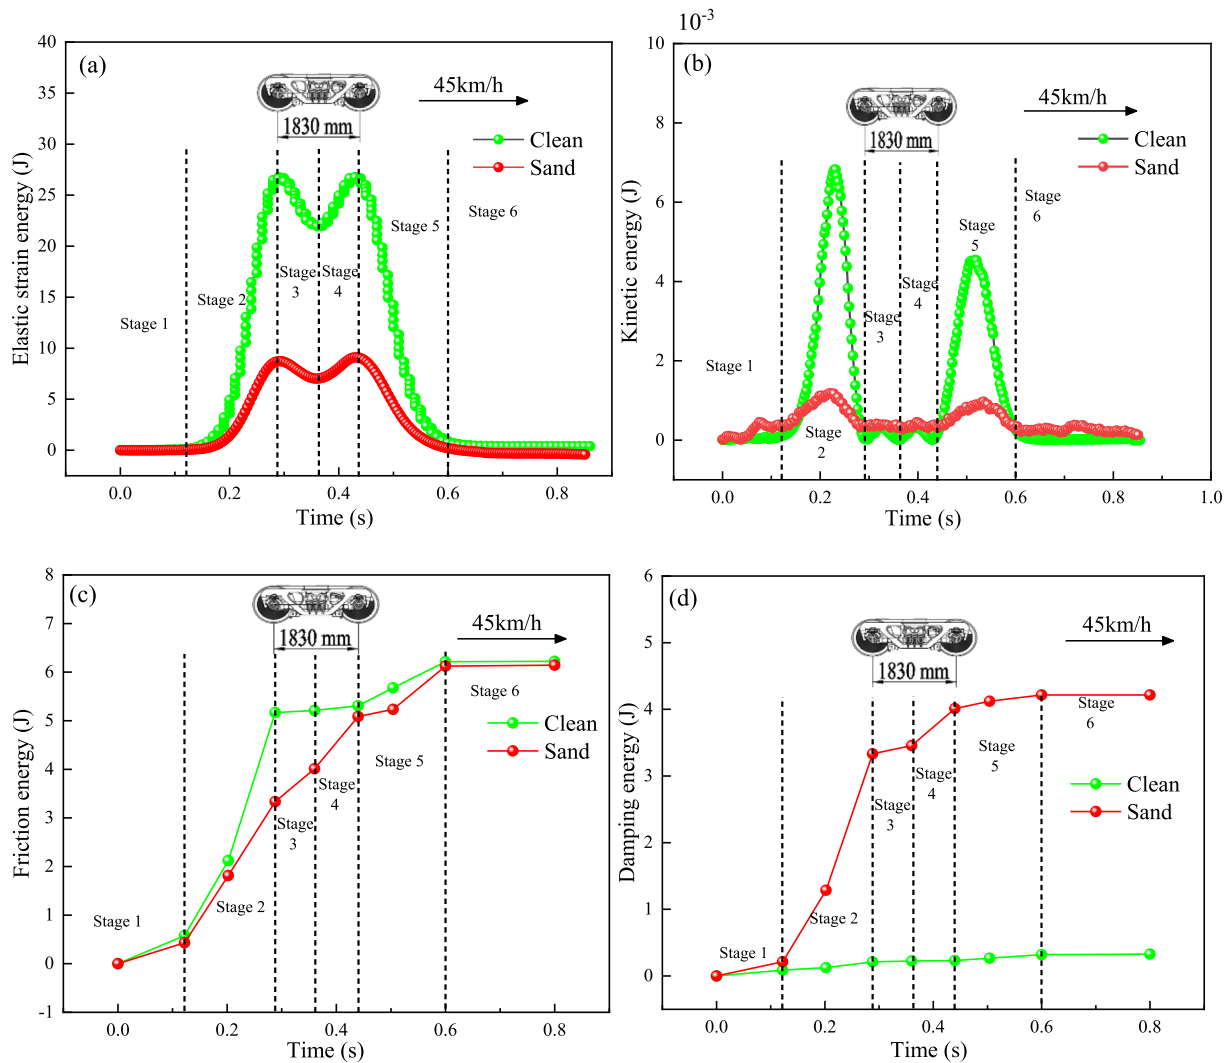 (a)
45km/h
1830 mm
Clean
Sand
Stage 1
Stage 2
Stage
3
Stage
4
Stage 5
Stage 6
Elastic strain energy (J)
40
35
30
25
20
15
10
5
0
0.0 0.2 0.4 0.6 0.8
Time (s)
10-3
(b)
45km/h
1830 mm
Clean
Sand
Stage 1
Stage
2
Stage
3
Stage
4
Stage
5
Stage
6
Kinetic energy (J)
10
8
6
4
2
0
0.0 0.2 0.4 0.6 0.8 1.0
Time (s)
(c)
45km/h
1830 mm
Clean
Sand
Stage 1
Stage 2
Stage
3
Stage
4
Stage 5
Stage 6
Friction energy (J)
8
7
6
5
4
3
2
1
0
-1
0.0 0.2 0.4 0.6 0.8
Time (s)
(d)
45km/h
1830 mm
Clean
Sand
Stage 1
Stage 2
Stage
3
Stage
4
Stage
5
Stage
6
Damping energy (J)
6
5
4
3
2
1
0
0.0 0.2 0.4 0.6 0.8
Time (s)